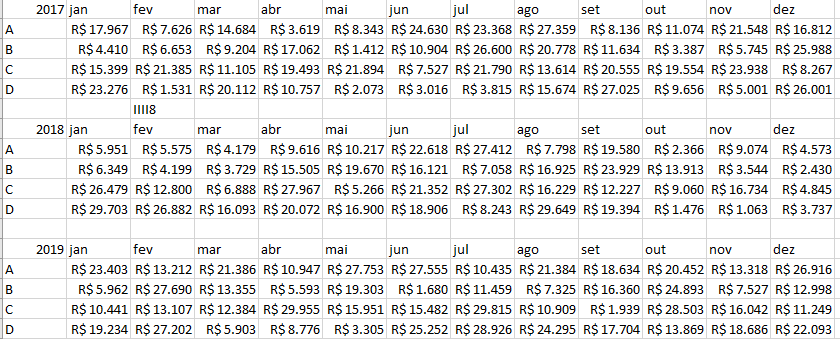 2017 jan fev mar abr mai jun jul ago set out nov dez
A R$ 17.967 R$ 7.626 R$ 14.684 R$ 3.619 R$ 8.343 R$ 24.630 R$ 23.368 R$ 27.359 R$ 8.136 R$ 11.074 R$ 21.548 R$ 16.812
B R$ 4.410 R$ 6.653 R$ 9.204 R$ 17.062 R$ 1.412 R$ 10.904 R$ 26.600 R$ 20.778 R$ 11.634 R$ 3.387 R$ 5.745 R$ 25.988
C R$ 15.399 R$ 21.385 R$ 11.105 R$ 19.493 R$ 21.894 R$ 7.527 R$ 21.790 R$ 13.614 R$ 20.555 R$ 19.554 R$ 23.938 R$ 8.267
D R$ 23.276 R$ 1.531 R$ 20.112 R$ 10.757 R$ 2.073 R$ 3.016 R$ 3.815 R$ 15.674 R$ 27.025 R$ 9.656 R$ 5.001 R$ 26.001
IIII8
2018 jan fev mar abr mai jun jul ago set out nov dez
A R$ 5.951 R$ 5.575 R$ 4.179 R$ 9.616 R$ 10.217 R$ 22.618 R$ 27.412 R$ 7.798 R$ 19.580 R$ 2.366 R$ 9.074 R$ 4.573
B R$ 6.349 R$ 4.199 R$ 3.729 R$ 15.505 R$ 19.670 R$ 16.121 R$ 7.058 R$ 16.925 R$ 23.929 R$ 13.913 R$ 3.544 R$ 2.430
C R$ 26.479 R$ 12.800 R$ 6.888 R$ 27.967 R$ 5.266 R$ 21.352 R$ 27.302 R$ 16.229 R$ 12.227 R$ 9.060 R$ 16.734 R$ 4.845
D R$ 29.703 R$ 26.882 R$ 16.093 R$ 20.072 R$ 16.900 R$ 18.906 R$ 8.243 R$ 29.649 R$ 19.394 R$ 1.476 R$ 1.063 R$ 3.737
2019 jan fev mar abr mai jun jul ago set out nov dez
A R$ 23.403 R$ 13.212 R$ 21.386 R$ 10.947 R$ 27.753 R$ 27.555 R$ 10.435 R$ 21.384 R$ 18.634 R$ 20.452 R$ 13.318 R$ 26.916
B R$ 5.962 R$ 27.690 R$ 13.355 R$ 5.593 R$ 19.303 R$ 1.680 R$ 11.459 R$ 7.325 R$ 16.360 R$ 24.893 R$ 7.527 R$ 12.998
C R$ 10.441 R$ 13.107 R$ 12.384 R$ 29.955 R$ 15.951 R$ 15.482 R$ 29.815 R$ 10.909 R$ 1.939 R$ 28.503 R$ 16.042 R$ 11.249
D R$ 19.234 R$ 27.202 R$ 5.903 R$ 8.776 R$ 3.305 R$ 25.252 R$ 28.926 R$ 24.295 R$ 17.704 R$ 13.869 R$ 18.686 R$ 22.093